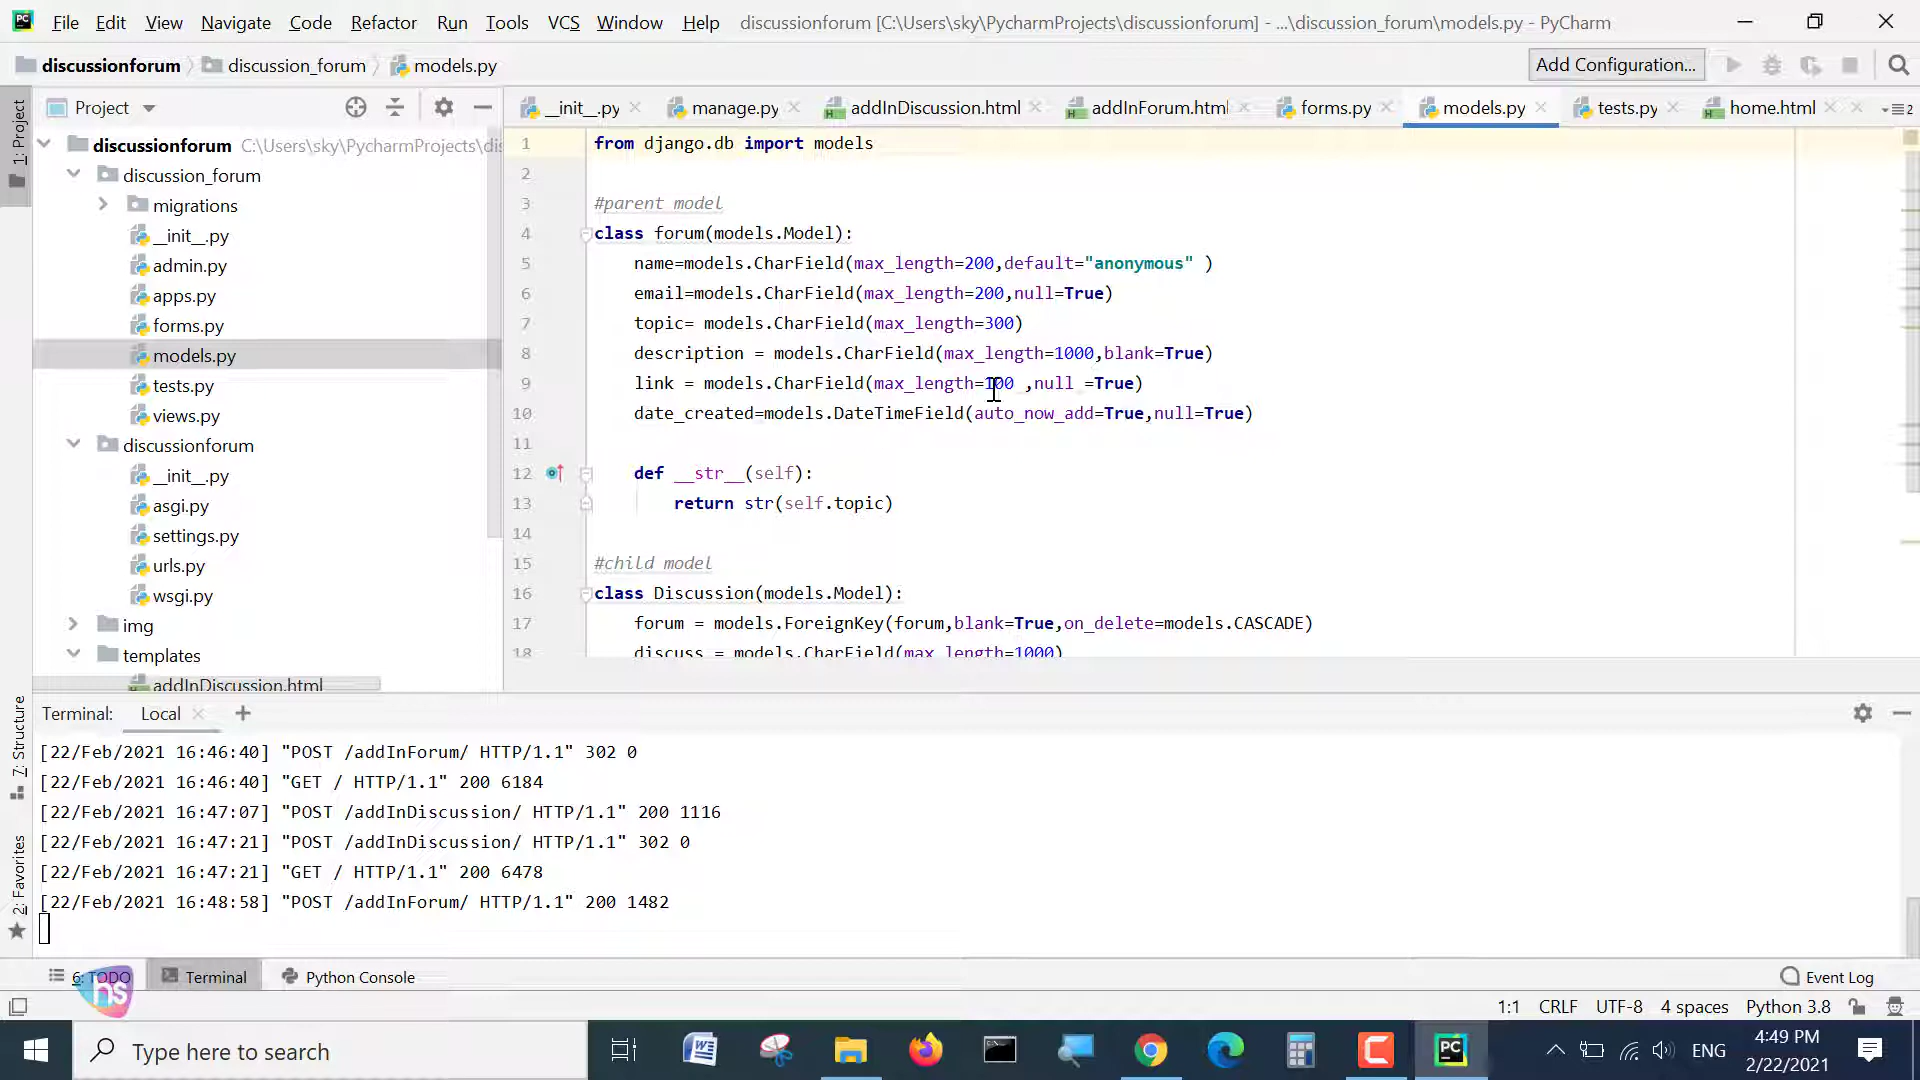 File Edit View Navigate Code Refactor Run Tools VCS Window Help discussionforum [C:\Users\sky\PycharmProjects\discussionforum] - ...\discussion_forum\models.py - PyCharm
discussionforum discussion_forum models.py Add Configuration...
Project __init__.py manage.py addInDiscussion.html addInForum.html forms.py models.py tests.py home.html 2
1: Project
7: Structure
2: Favorites
discussionforum C:\Users\sky\PycharmProjects\dis
discussion_forum
migrations
__init__.py
admin.py
apps.py
forms.py
models.py
tests.py
views.py
discussionforum
__init__.py
asgi.py
settings.py
urls.py
wsgi.py
img
templates
addInDiscussion.html
1 from django.db import models
2
3 #parent model
4 class forum(models.Model):
5 name=models.CharField(max_length=200,default="anonymous" )
6 email=models.CharField(max_length=200,null=True)
7 topic= models.CharField(max_length=300)
8 description = models.CharField(max_length=1000,blank=True)
9 link = models.CharField(max_length=100 ,null =True)
10 date_created=models.DateTimeField(auto_now_add=True,null=True)
11
12 def __str__(self):
13 return str(self.topic)
14
15 #child model
16 class Discussion(models.Model):
17 forum = models.ForeignKey(forum,blank=True,on_delete=models.CASCADE)
18 discuss = models.CharField(max_length=1000)
Terminal: Local +
[22/Feb/2021 16:46:40] "POST /addInForum/ HTTP/1.1" 302 0
[22/Feb/2021 16:46:40] "GET / HTTP/1.1" 200 6184
[22/Feb/2021 16:47:07] "POST /addInDiscussion/ HTTP/1.1" 200 1116
[22/Feb/2021 16:47:21] "POST /addInDiscussion/ HTTP/1.1" 302 0
[22/Feb/2021 16:47:21] "GET / HTTP/1.1" 200 6478
[22/Feb/2021 16:48:58] "POST /addInForum/ HTTP/1.1" 200 1482
6: TODO Terminal Python Console Event Log
ns
1:1 CRLF UTF-8 4 spaces Python 3.8
Type here to search
ENG
4:49 PM
2/22/2021